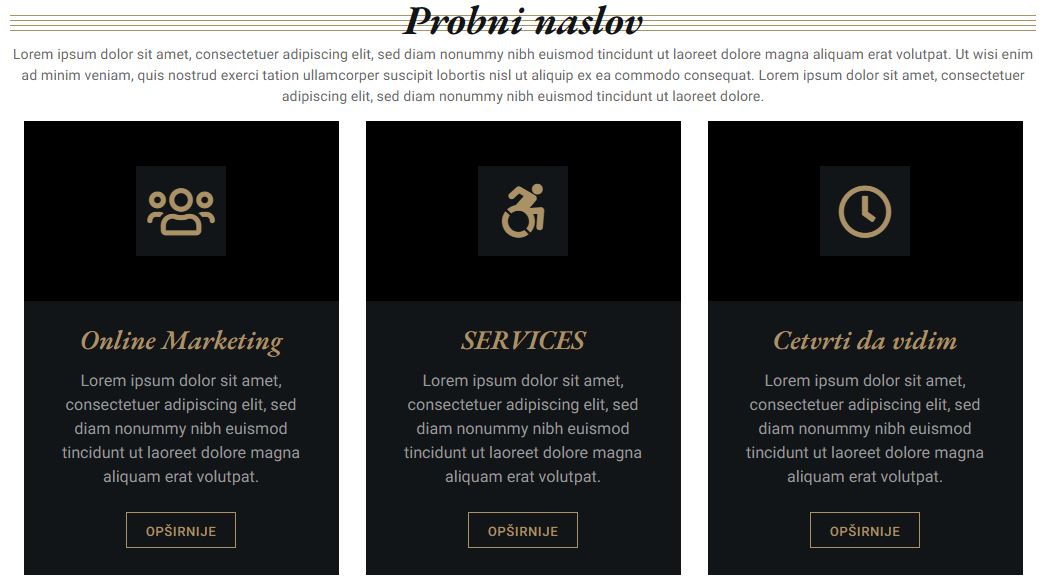 Probni naslov
Lorem ipsum dolor sit amet, consectetuer adipiscing elit, sed diam nonummy nibh euismod tincidunt ut laoreet dolore magna aliquam erat volutpat. Ut wisi enim
ad minim veniam, quis nostrud exerci tation ullamcorper suscipit lobortis nisl ut aliquip ex ea commodo consequat. Lorem ipsum dolor sit amet, consectetuer
adipiscing elit, sed diam nonummy nibh euismod tincidunt ut laoreet dolore.
Online Marketing
Lorem ipsum dolor sit amet,
consectetuer adipiscing elit, sed
diam nonummy nibh euismod
tincidunt ut laoreet dolore magna
aliquam erat volutpat.
OPŠIRNIJE
SERVICES
Lorem ipsum dolor sit amet,
consectetuer adipiscing elit, sed
diam nonummy nibh euismod
tincidunt ut laoreet dolore magna
aliquam erat volutpat.
OPŠIRNIJE
Cetvrti da vidim
Lorem ipsum dolor sit amet,
consectetuer adipiscing elit, sed
diam nonummy nibh euismod
tincidunt ut laoreet dolore magna
aliquam erat volutpat.
OPŠIRNIJE